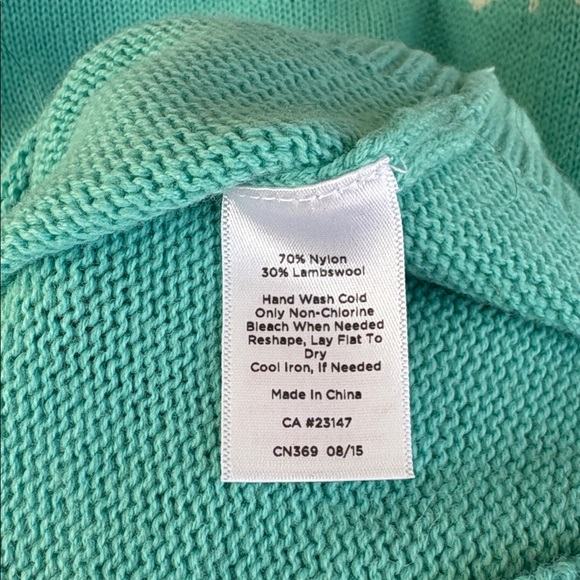 70% Nylon
30% Lambswool
Hand Wash Cold
Only Non-Chlorine
Bleach When Needed
Reshape, Lay Flat To
Dry
Cool Iron, If Needed
Made In China
CA #23147
CN369 08/15